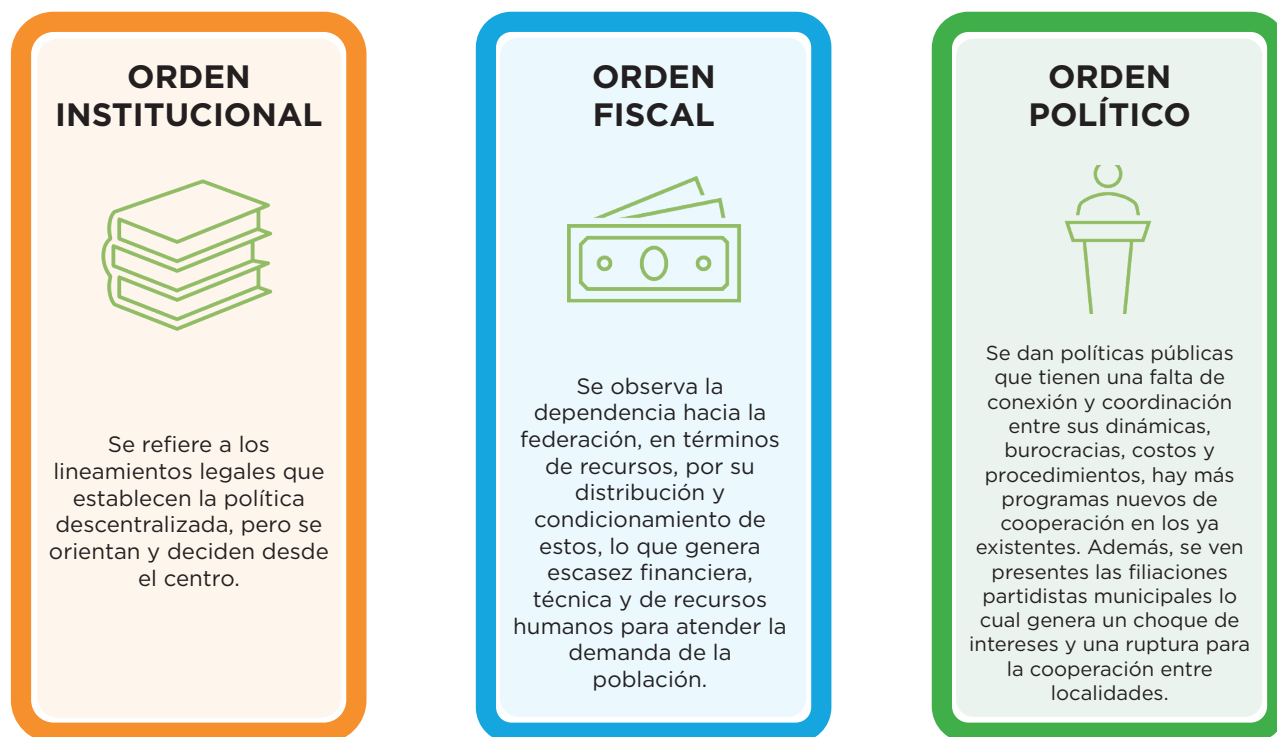 ORDEN
INSTITUCIONAL
Se refiere a los
lineamientos legales que
establecen la política
descentralizada, pero se
orientan y deciden desde
el centro.
ORDEN
FISCAL
Se observa la
dependencia hacia la
federación, en términos
de recursos, por su
distribución y
condicionamiento de
estos, lo que genera
escasez financiera,
técnica y de recursos
humanos para atender la
demanda de la
población.
ORDEN
POLÍTICO
Se dan políticas públicas
que tienen una falta de
conexión y coordinación
entre sus dinámicas,
burocracias, costos y
procedimientos, hay más
programas nuevos de
cooperación en los ya
existentes. Además, se ven
presentes las filiaciones
partidistas municipales lo
cual genera un choque de
intereses y una ruptura para
la cooperación entre
localidades.